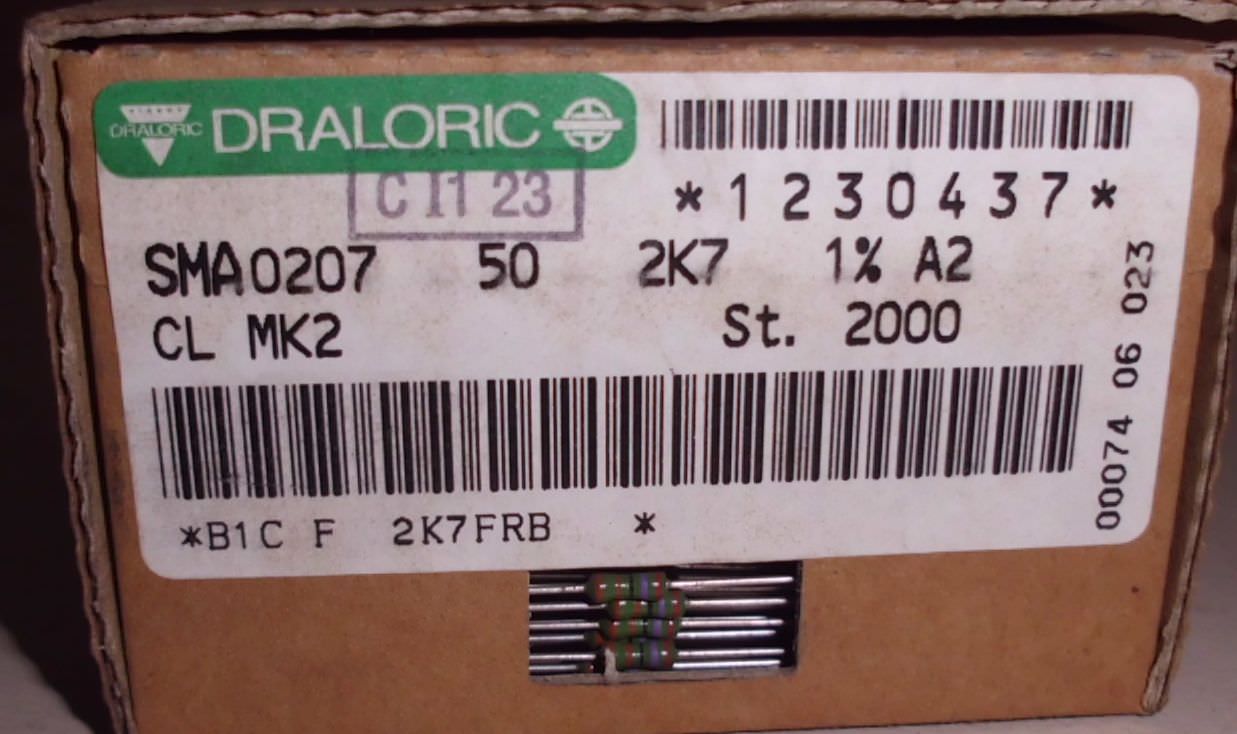 DRALORIC DRALORIC
C I1 23
*1230437*
SMA0207 50 2K7 1% A2
CL MK2 St. 2000
*B1C F 2K7FRB *
00074 06 023